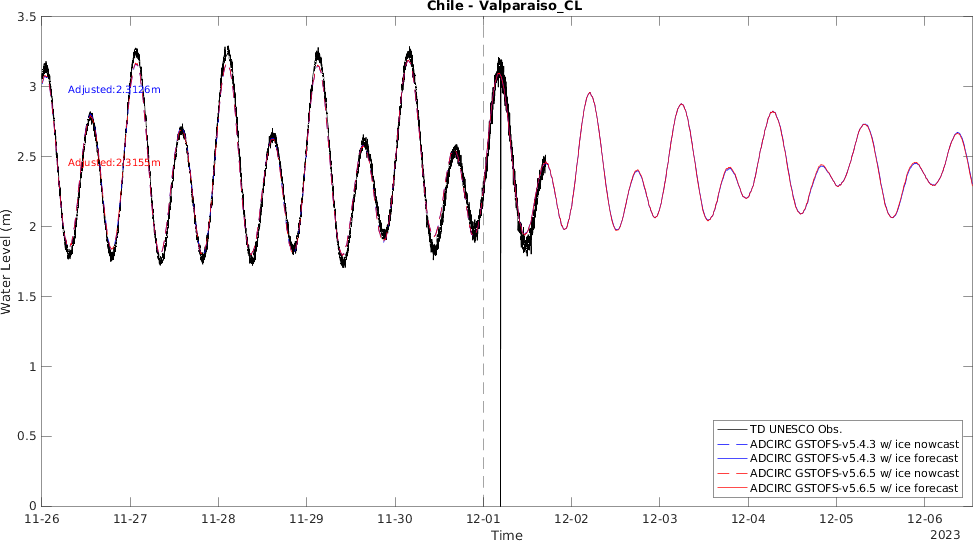 Chile - Valparaiso_CL
3.5
3
2.5
2
1.5
1
0.5
0
Water Level (m)
Adjusted:2.3126m
Adjusted:2.3155m
TD UNESCO Obs.
ADCIRC GSTOFS-v5.4.3 w/ ice nowcast
ADCIRC GSTOFS-v5.4.3 w/ ice forecast
ADCIRC GSTOFS-v5.6.5 w/ ice nowcast
ADCIRC GSTOFS-v5.6.5 w/ ice forecast
11-26 11-27 11-28 11-29 11-30 12-01 12-02 12-03 12-04 12-05 12-06
Time
2023